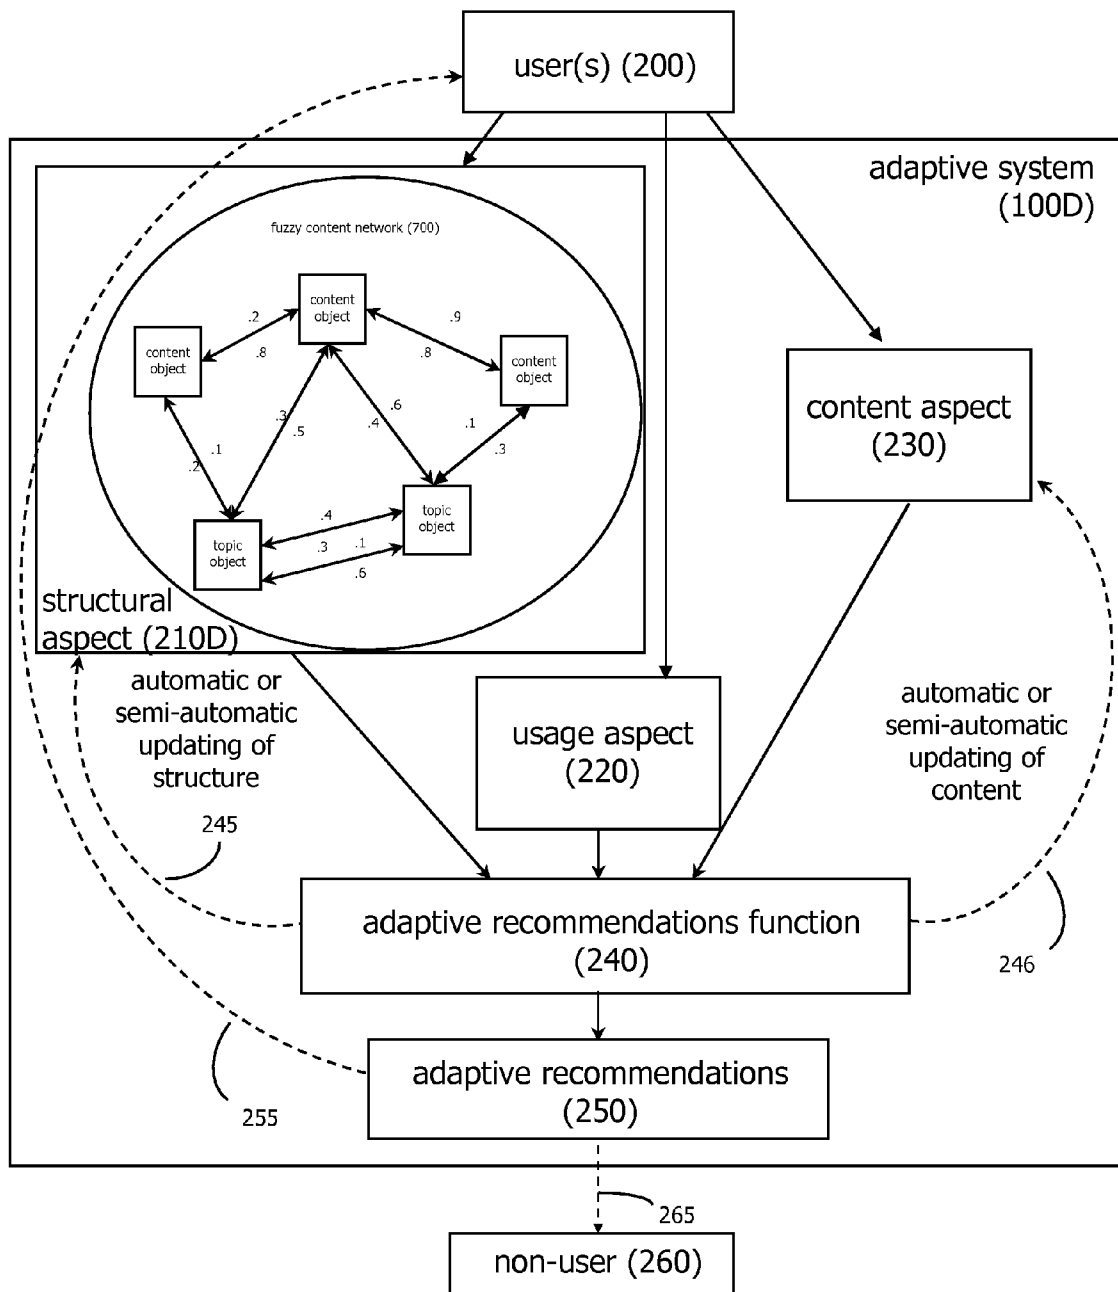 user(s) (200)
adaptive system
(100D)
fuzzy content network (700)
content
object
.2
.8
.9
.8
content
object
content
object
.3
.5
.6
.4
.1
.3
.1
.2
topic
object
topic
object
.4
.3
.1
.6
structural
aspect (210D)
content aspect
(230)
automatic or
semi-automatic
updating of
structure
usage aspect
(220)
automatic or
semi-automatic
updating of
content
245
adaptive recommendations function
(240)
246
adaptive recommendations
(250)
255
265
non-user (260)